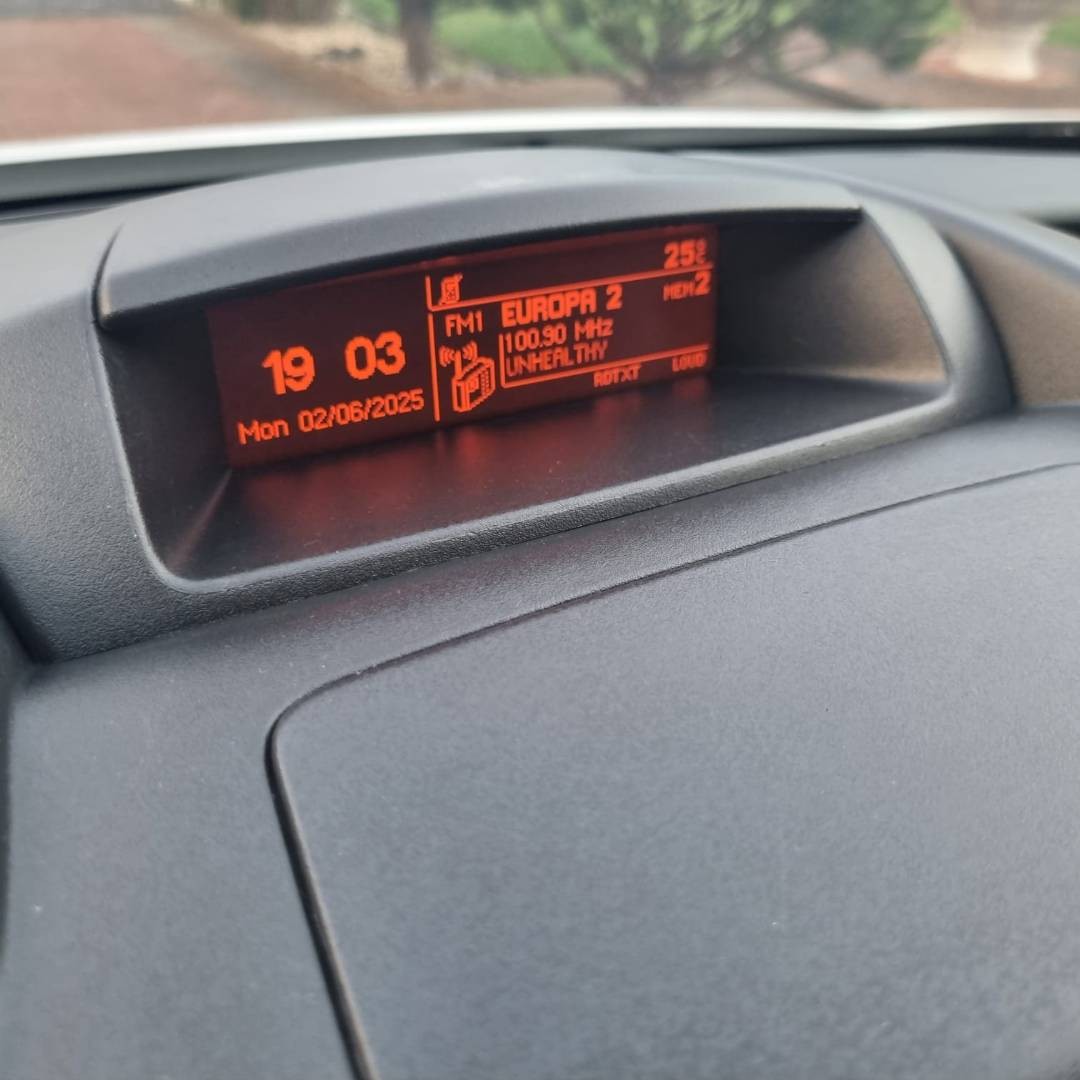 19 03
Mon 02/06/2025
25°C
FM1
EUROPA 2
MEM2
100.90 MHz
UNHEALTHY
RDTXT
LOUD